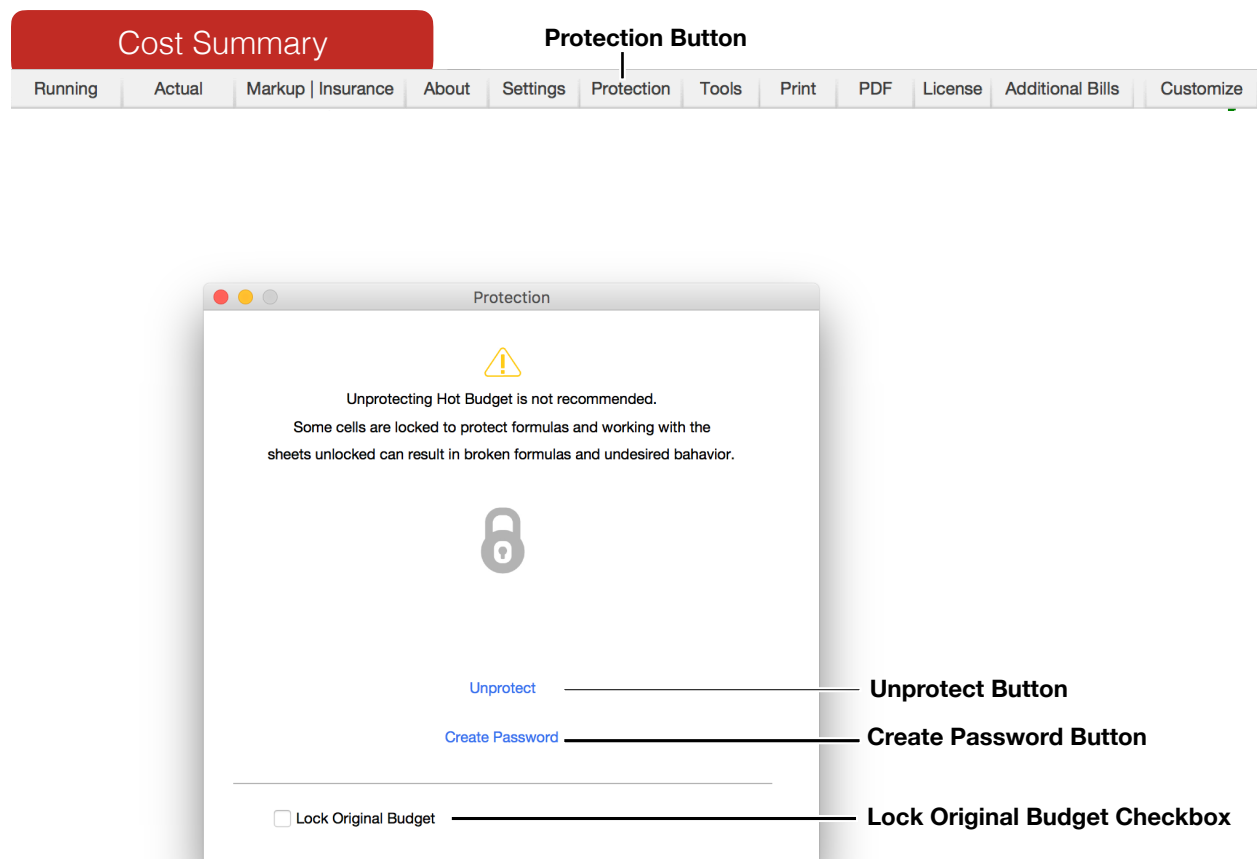 Cost Summary
Protection Button
Running Actual Markup | Insurance About Settings Protection Tools Print PDF License Additional Bills Customize
Protection
Unprotecting Hot Budget is not recommended.
Some cells are locked to protect formulas and working with the
sheets unlocked can result in broken formulas and undesired bahavior.
Unprotect
Unprotect Button
Create Password
Create Password Button
Lock Original Budget
Lock Original Budget Checkbox